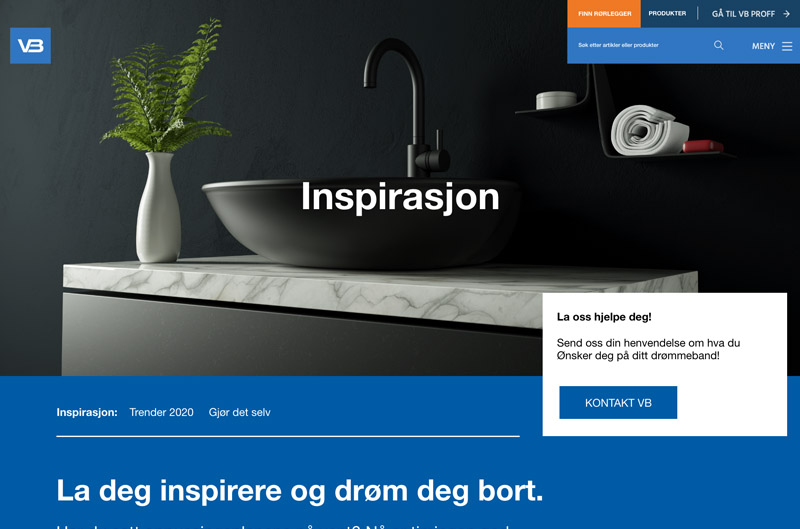 FINN RØRLEGGER
PRODUKTER
GÅ TIL VB PROFF
VB
Søk etter artikler eller produkter
MENY
Inspirasjon
La oss hjelpe deg!
Send oss din henvendelse om hva du
Ønsker deg på ditt drømmeband!
KONTAKT VB
Inspirasjon: Trender 2020 Gjør det selv
La deg inspirere og drøm deg bort.